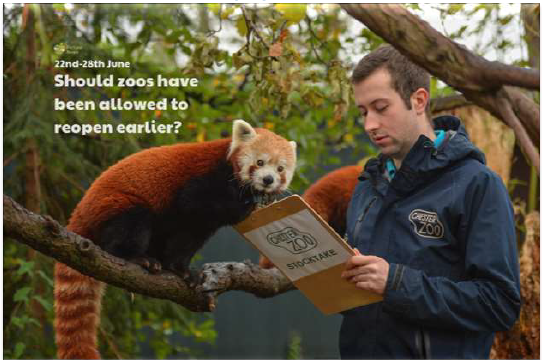 22nd-28th June
Should zoos have
been allowed to
reopen earlier?
CHESTER
ZOO
STOCKTAKE
CHESTER
ZOO